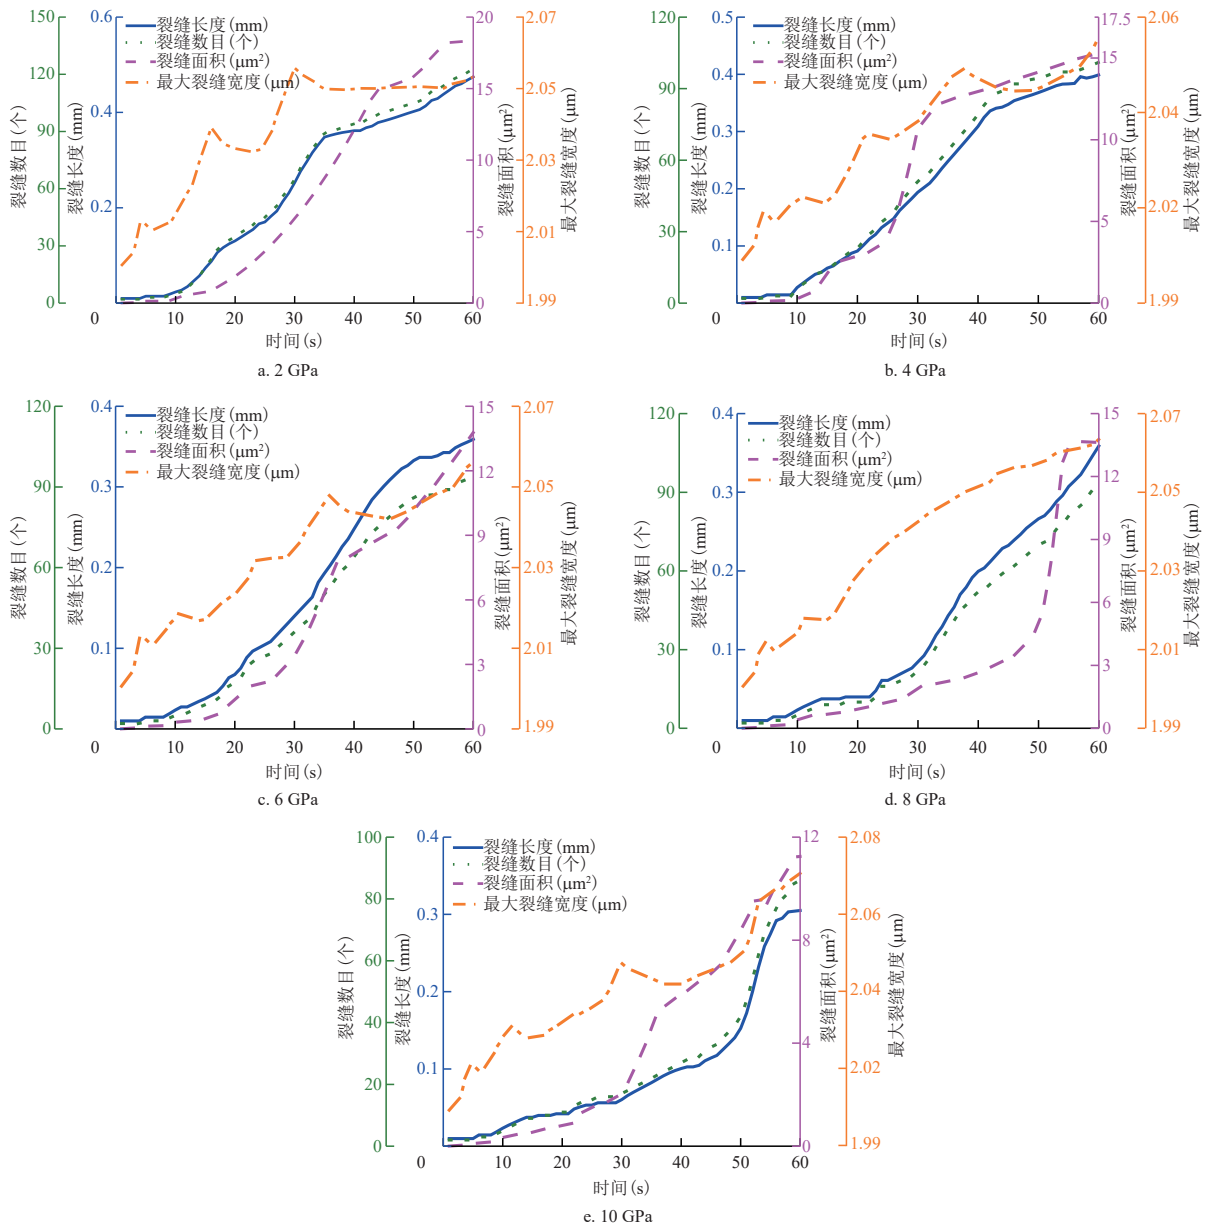 150
120
90
60
30
0
裂缝数目(个)
0.6
0.4
0.2
裂缝长度(mm)
裂缝长度(mm)
裂缝数目(个)
裂缝面积(μm²)
最大裂缝宽度(μm)
20
15
10
5
0
裂缝面积(μm²)
2.07
2.05
2.03
2.01
1.99
最大裂缝宽度(μm)
0 10 20 30 40 50 60
时间(s)
a. 2 GPa
120
90
60
30
0
裂缝数目(个)
0.5
0.4
0.3
0.2
0.1
裂缝长度(mm)
裂缝长度(mm)
裂缝数目(个)
裂缝面积(μm²)
最大裂缝宽度(μm)
17.5
15
10
5
0
裂缝面积(μm²)
2.06
2.04
2.02
1.99
最大裂缝宽度(μm)
0 10 20 30 40 50 60
时间(s)
b. 4 GPa
120
90
60
30
0
裂缝数目(个)
0.4
0.3
0.2
0.1
裂缝长度(mm)
裂缝长度(mm)
裂缝数目(个)
裂缝面积(μm²)
最大裂缝宽度(μm)
15
12
9
6
3
0
裂缝面积(μm²)
2.07
2.05
2.03
2.01
1.99
最大裂缝宽度(μm)
0 10 20 30 40 50 60
时间(s)
c. 6 GPa
120
90
60
30
0
裂缝数目(个)
0.4
0.3
0.2
0.1
裂缝长度(mm)
裂缝长度(mm)
裂缝数目(个)
裂缝面积(μm²)
最大裂缝宽度(μm)
15
12
9
6
3
0
裂缝面积(μm²)
2.07
2.05
2.03
2.01
1.99
最大裂缝宽度(μm)
0 10 20 30 40 50 60
时间(s)
d. 8 GPa
100
80
60
40
20
0
裂缝数目(个)
0.4
0.3
0.2
0.1
裂缝长度(mm)
裂缝长度(mm)
裂缝数目(个)
裂缝面积(μm²)
最大裂缝宽度(μm)
12
8
4
0
裂缝面积(μm²)
2.08
2.06
2.04
2.02
1.99
最大裂缝宽度(μm)
0 10 20 30 40 50 60
时间(s)
e. 10 GPa